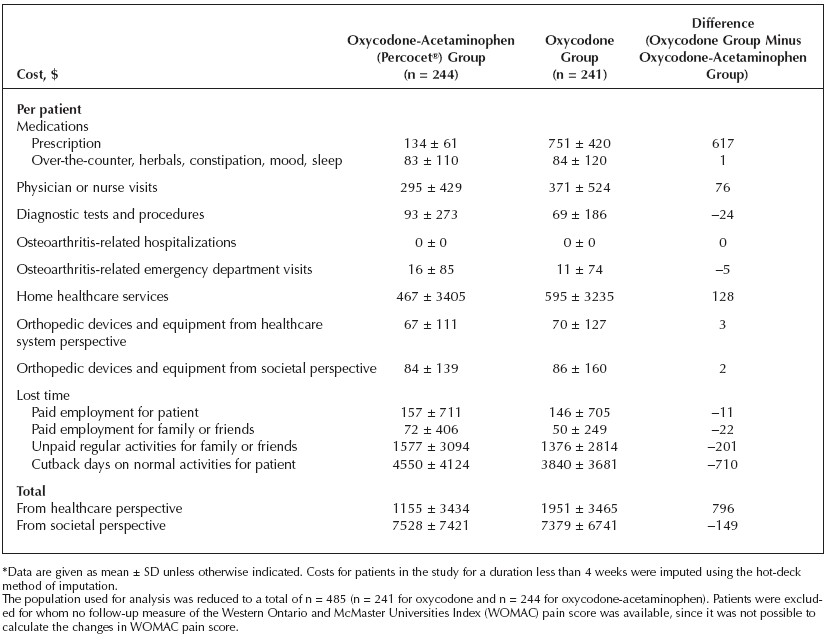 Cost, $ Oxycodone-Acetaminophen (Percocet®) Group (n = 244) Oxycodone Group (n = 241) Difference (Oxycodone Group Minus Oxycodone-Acetaminophen Group)
Per patient
Medications
Prescription 134 ± 61 751 ± 420 617
Over-the-counter, herbals, constipation, mood, sleep 83 ± 110 84 ± 120 1
Physician or nurse visits 295 ± 429 371 ± 524 76
Diagnostic tests and procedures 93 ± 273 69 ± 186 –24
Osteoarthritis-related hospitalizations 0 ± 0 0 ± 0 0
Osteoarthritis-related emergency department visits 16 ± 85 11 ± 74 –5
Home healthcare services 467 ± 3405 595 ± 3235 128
Orthopedic devices and equipment from healthcare 67 ± 111 70 ± 127 3
system perspective
Orthopedic devices and equipment from societal perspective 84 ± 139 86 ± 160 2
Lost time
Paid employment for patient 157 ± 711 146 ± 705 –11
Paid employment for family or friends 72 ± 406 50 ± 249 –22
Unpaid regular activities for family or friends 1577 ± 3094 1376 ± 2814 –201
Cutback days on normal activities for patient 4550 ± 4124 3840 ± 3681 –710
Total
From healthcare perspective 1155 ± 3434 1951 ± 3465 796
From societal perspective 7528 ± 7421 7379 ± 6741 –149
*Data are given as mean ± SD unless otherwise indicated. Costs for patients in the study for a duration less than 4 weeks were imputed using the hot-deck
method of imputation.
The population used for analysis was reduced to a total of n = 485 (n = 241 for oxycodone and n = 244 for oxycodone-acetaminophen). Patients were exclud-
ed for whom no follow-up measure of the Western Ontario and McMaster Universities Index (WOMAC) pain score was available, since it was not possible to
calculate the changes in WOMAC pain score.